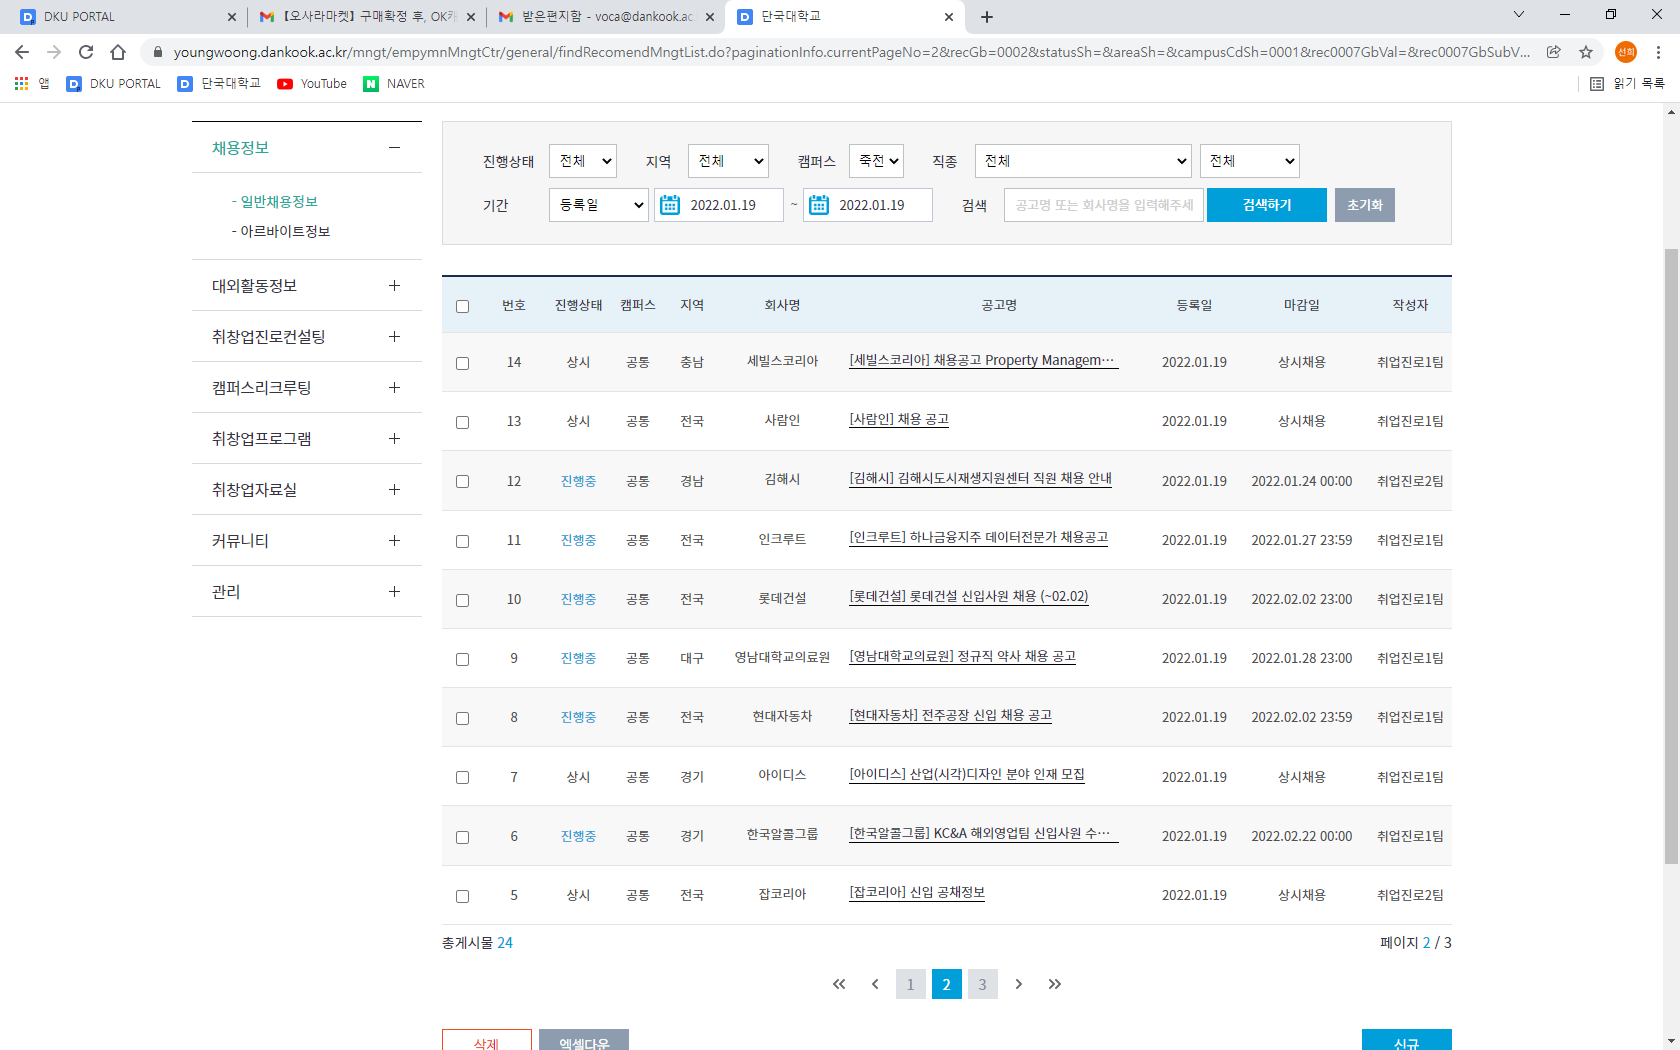 DKU PORTAL
[오사라마켓] 구매확정 후, OK캐
받은편지함 - voca@dankook.ac.
단국대학교
youngwoong.dankook.ac.kr/mngt/empymnMngtCtr/general/findRecomendMngtList.do?paginationInfo.currentPageNo=2&recGb=0002&statusSh=&areaSh=&campusCdSh=0001&rec0007GbVal=&rec0007GbSubV...
선희
앱 DKU PORTAL 단국대학교 YouTube N NAVER 읽기 목록
채용정보
- 일반채용정보
- 아르바이트정보
대외활동정보
취창업진로컨설팅
캠퍼스리크루팅
취창업프로그램
취창업자료실
커뮤니티
관리
진행상태 전체 지역 전체 캠퍼스 죽전 직종 전체 전체
기간 등록일 2022.01.19 ~ 2022.01.19 검색 공고명 또는 회사명을 입력해주세 검색하기 초기화
번호 진행상태 캠퍼스 지역 회사명 공고명 등록일 마감일 작성자
14 상시 공통 충남 세빌스코리아 [세빌스코리아] 채용공고 Property Managem··· 2022.01.19 상시채용 취업진로1팀
13 상시 공통 전국 사람인 [사람인] 채용 공고 2022.01.19 상시채용 취업진로1팀
12 진행중 공통 경남 김해시 [김해시] 김해시도시재생지원센터 직원 채용 안내 2022.01.19 2022.01.24 00:00 취업진로2팀
11 진행중 공통 전국 인크루트 [인크루트] 하나금융지주 데이터전문가 채용공고 2022.01.19 2022.01.27 23:59 취업진로1팀
10 진행중 공통 전국 롯데건설 [롯데건설] 롯데건설 신입사원 채용 (~02.02) 2022.01.19 2022.02.02 23:00 취업진로1팀
9 진행중 공통 대구 영남대학교의료원 [영남대학교의료원] 정규직 약사 채용 공고 2022.01.19 2022.01.28 23:00 취업진로1팀
8 진행중 공통 전국 현대자동차 [현대자동차] 전주공장 신입 채용 공고 2022.01.19 2022.02.02 23:59 취업진로1팀
7 상시 공통 경기 아이디스 [아이디스] 산업(시각)디자인 분야 인재 모집 2022.01.19 상시채용 취업진로1팀
6 진행중 공통 경기 한국알콜그룹 [한국알콜그룹] KC&A 해외영업팀 신입사원 수··· 2022.01.19 2022.02.22 00:00 취업진로1팀
5 상시 공통 전국 잡코리아 [잡코리아] 신입 공채정보 2022.01.19 상시채용 취업진로2팀
총게시물 24 페이지 2 / 3
1 2 3
삭제 엑셀다운 신규